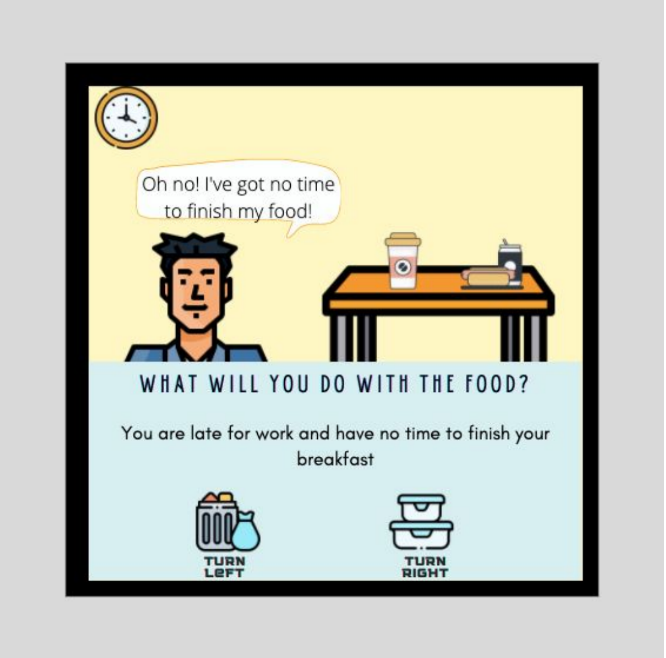 Oh no! I've got no time
to finish my food!
WHAT WILL YOU DO WITH THE FOOD?
You are late for work and have no time to finish your
breakfast
TURN
LEFT
TURN
RIGHT